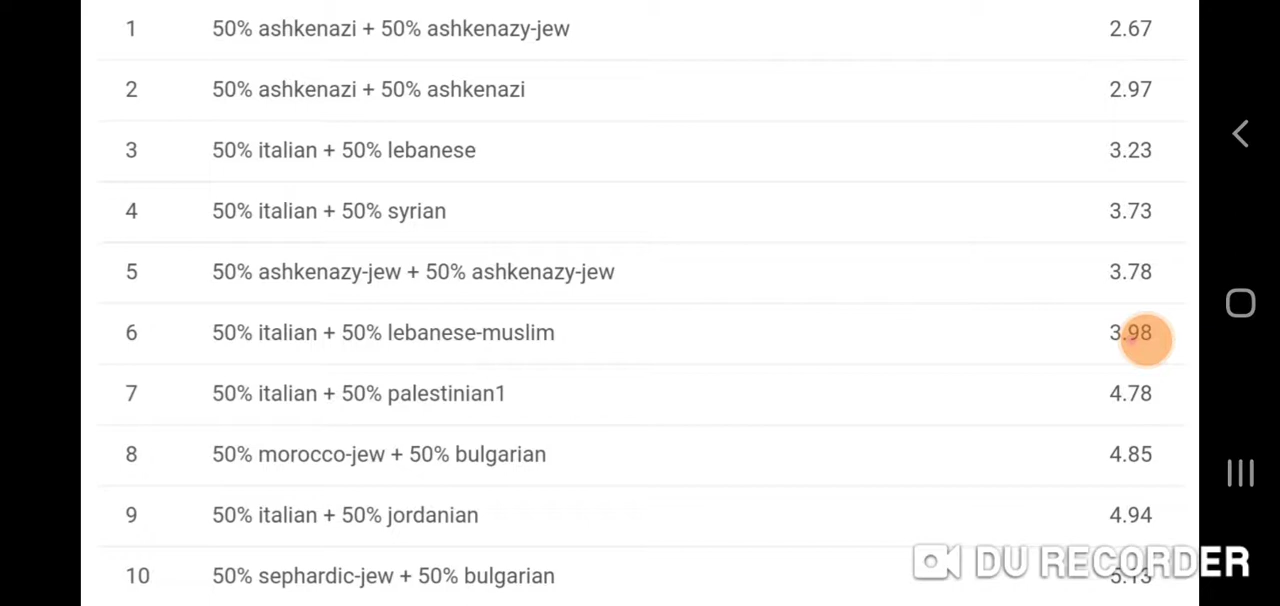 1 50% ashkenazi + 50% ashkenazy-jew 2.67
2 50% ashkenazi + 50% ashkenazi 2.97
3 50% italian + 50% lebanese 3.23
4 50% italian + 50% syrian 3.73
5 50% ashkenazy-jew + 50% ashkenazy-jew 3.78
6 50% italian + 50% lebanese-muslim 3.98
7 50% italian + 50% palestinian1 4.78
8 50% morocco-jew + 50% bulgarian 4.85
9 50% italian + 50% jordanian 4.94
10 50% sephardic-jew + 50% bulgarian 5.13
DU RECORDER